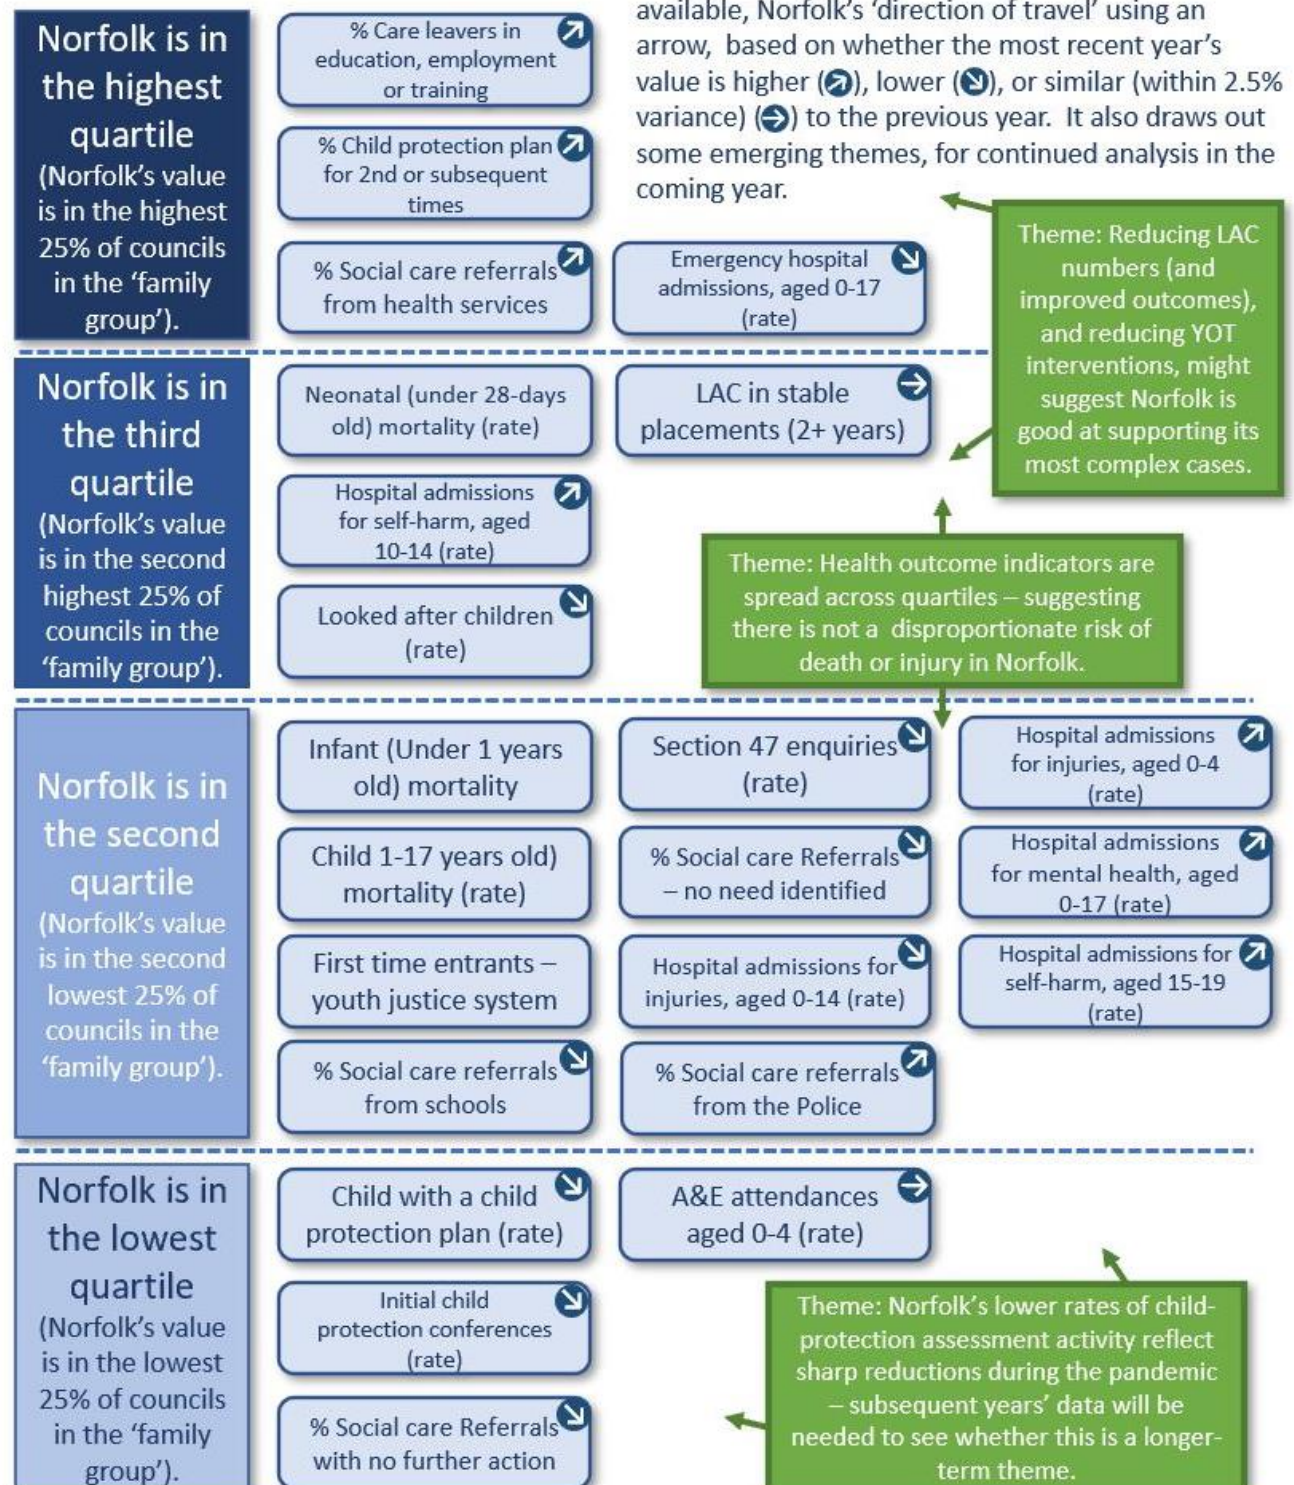 available, Norfolk's 'direction of travel' using an
arrow, based on whether the most recent year's
value is higher (↗), lower (↘), or similar (within 2.5%
variance) (→) to the previous year. It also draws out
some emerging themes, for continued analysis in the
coming year.
Norfolk is in
the highest
quartile
(Norfolk's value
is in the highest
25% of councils
in the 'family
group').
% Care leavers in
education, employment
or training
% Child protection plan
for 2nd or subsequent
times
% Social care referrals
from health services
Emergency hospital
admissions, aged 0-17
(rate)
Theme: Reducing LAC
numbers (and
improved outcomes),
and reducing YOT
interventions, might
suggest Norfolk is
good at supporting its
most complex cases.
Norfolk is in
the third
quartile
(Norfolk's value
is in the second
highest 25% of
councils in the
'family group').
Neonatal (under 28-days
old) mortality (rate)
LAC in stable
placements (2+ years)
Hospital admissions
for self-harm, aged
10-14 (rate)
Looked after children
(rate)
Theme: Health outcome indicators are
spread across quartiles – suggesting
there is not a disproportionate risk of
death or injury in Norfolk.
Norfolk is in
the second
quartile
(Norfolk's value
is in the second
lowest 25% of
councils in the
'family group').
Infant (Under 1 years
old) mortality
Section 47 enquiries
(rate)
Hospital admissions
for injuries, aged 0-4
(rate)
Child 1-17 years old)
mortality (rate)
% Social care Referrals
– no need identified
Hospital admissions
for mental health, aged
0-17 (rate)
First time entrants –
youth justice system
Hospital admissions for
injuries, aged 0-14 (rate)
Hospital admissions for
self-harm, aged 15-19
(rate)
% Social care referrals
from schools
% Social care referrals
from the Police
Norfolk is in
the lowest
quartile
(Norfolk's value
is in the lowest
25% of councils
in the 'family
group').
Child with a child
protection plan (rate)
A&E attendances
aged 0-4 (rate)
Initial child
protection conferences
(rate)
% Social care Referrals
with no further action
Theme: Norfolk's lower rates of child-
protection assessment activity reflect
sharp reductions during the pandemic
– subsequent years' data will be
needed to see whether this is a longer-
term theme.